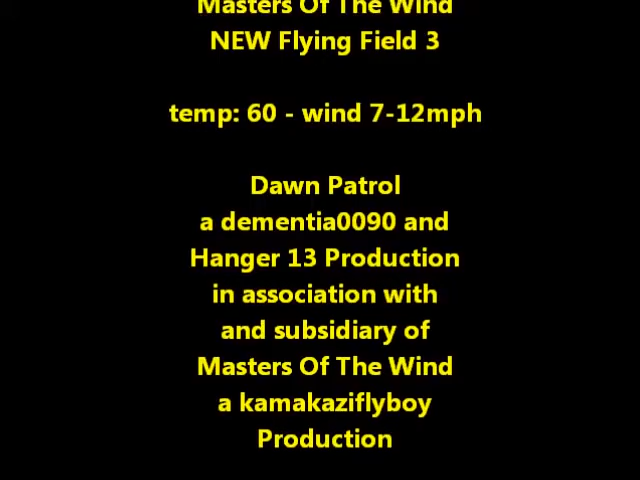 Masters Of The Wind
NEW Flying Field 3
temp: 60 - wind 7-12mph
Dawn Patrol
a dementia0090 and
Hanger 13 Production
in association with
and subsidiary of
Masters Of The Wind
a kamakaziflyboy
Production